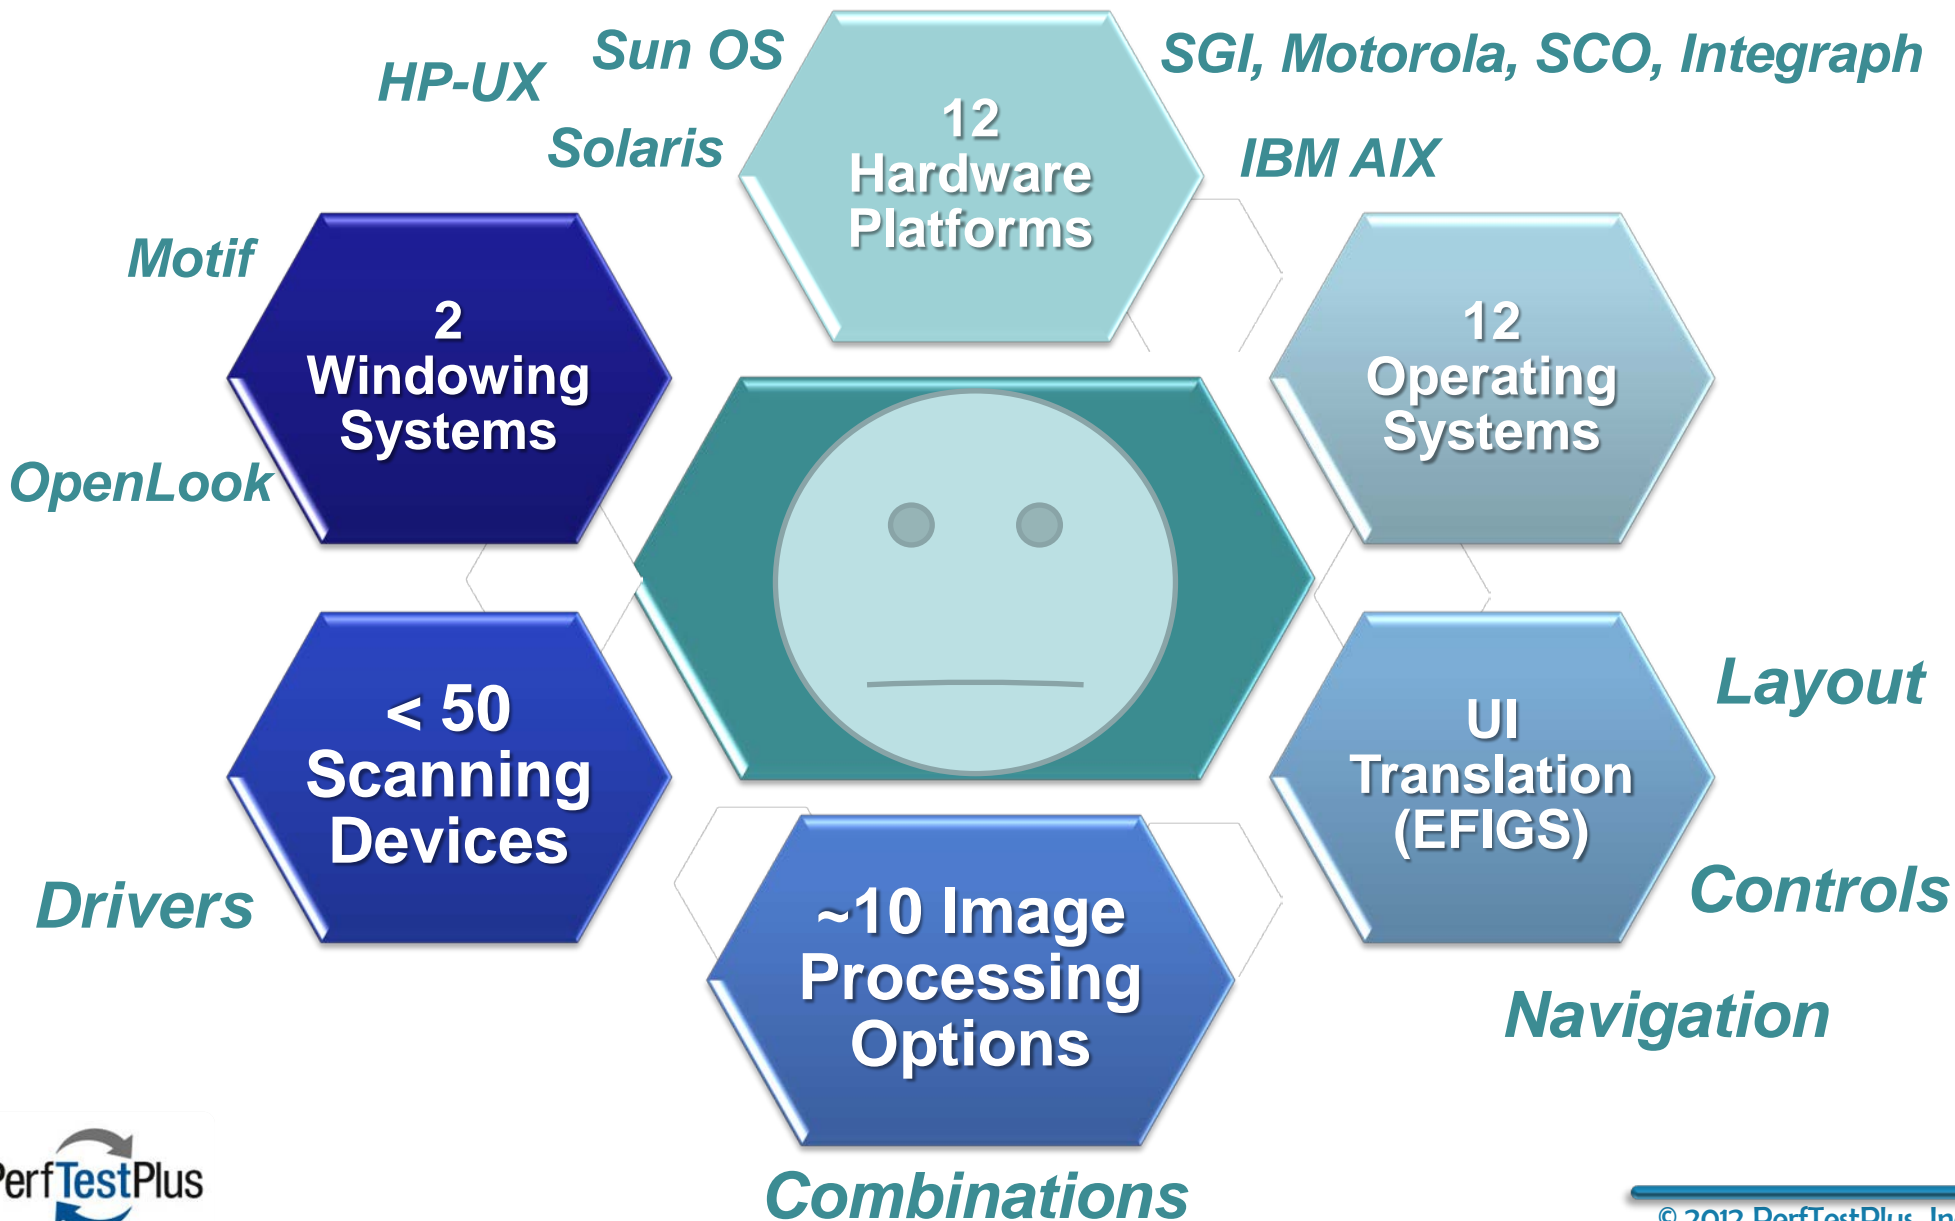 Sun OS
SGI, Motorola, SCO, Integraph
HP-UX
Solaris
IBM AIX
12
Hardware
Platforms
Motif
2
Windowing
Systems
OpenLook
12
Operating
Systems
< 50
Scanning
Devices
Drivers
UI
Translation
(EFIGS)
Layout
Controls
Navigation
~10 Image
Processing
Options
Combinations
PerfTestPlus
© 2012 PerfTestPlus, Inc